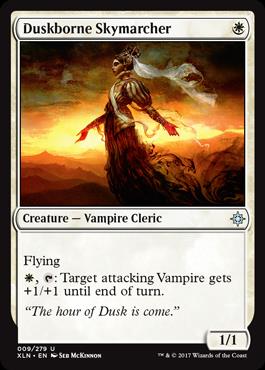 Duskborne Skymarcher
Creature — Vampire Cleric
Flying
, : Target attacking Vampire gets
+1/+1 until end of turn.
“The hour of Dusk is come.”
009/279 U
XLN • EN Seb McKinnon
1/1
™ & © 2017 Wizards of the Coast